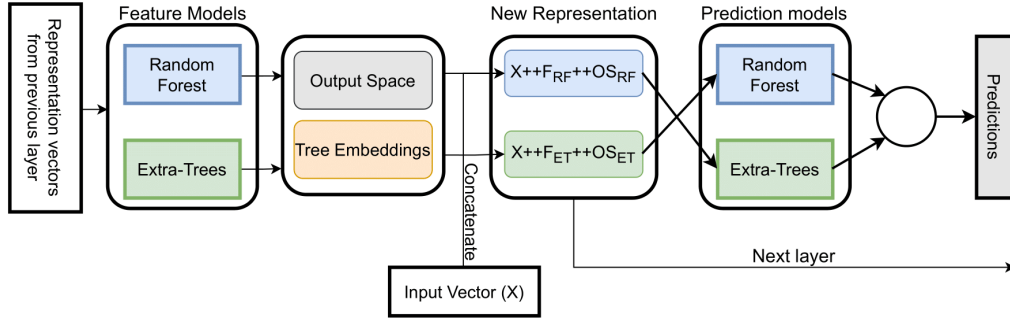 Representation vectors
from previous layer
Feature Models
Random
Forest
Extra-Trees
Output Space
Tree Embeddings
Concatenate
Input Vector (X)
New Representation
X++F_RF++OS_RF
X++F_ET++OS_ET
Prediction models
Random
Forest
Extra-Trees
Predictions
Next layer